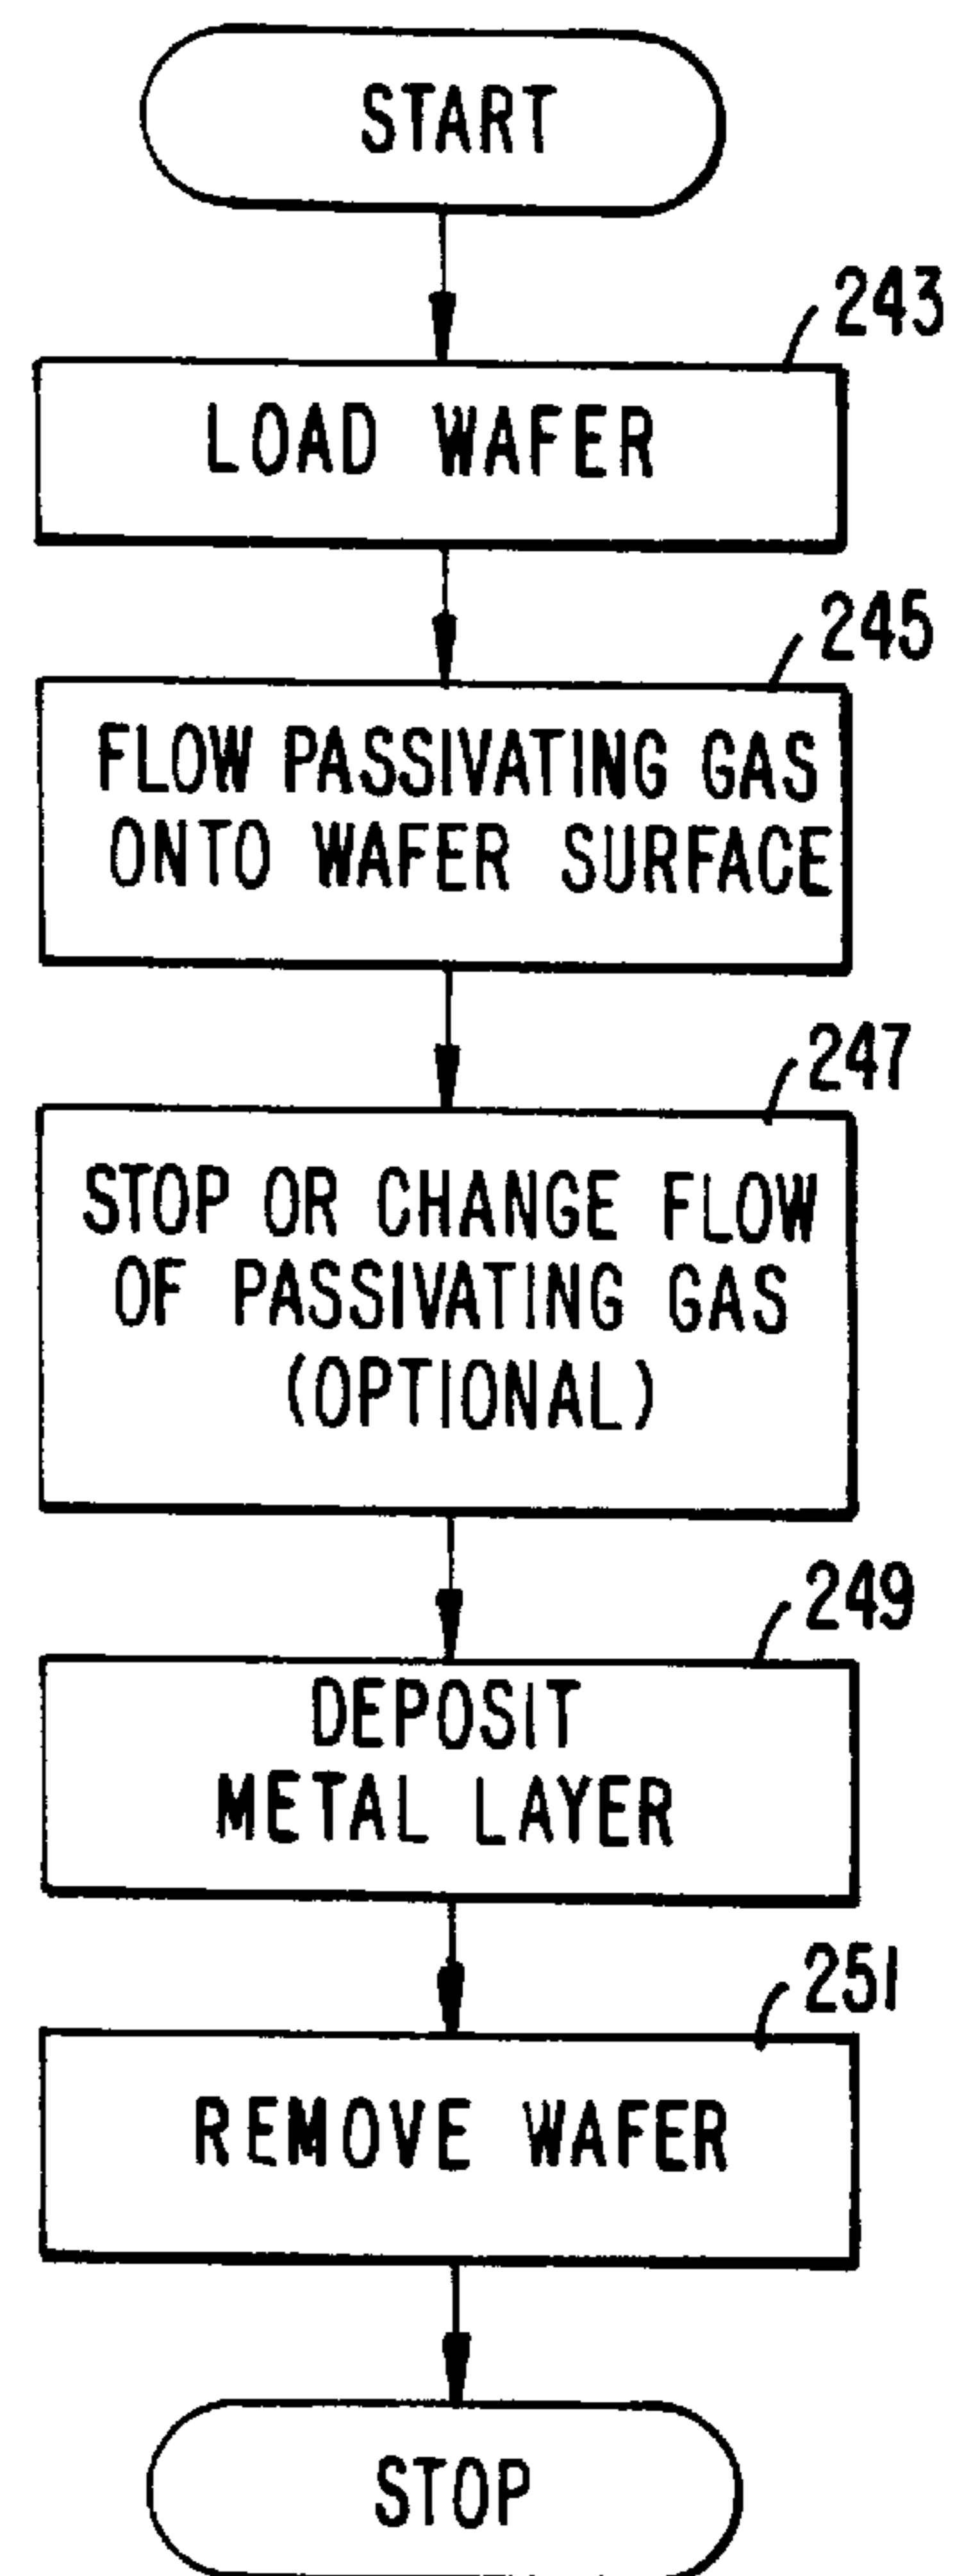 START
243
LOAD WAFER
245
FLOW PASSIVATING GAS
ONTO WAFER SURFACE
247
STOP OR CHANGE FLOW
OF PASSIVATING GAS
(OPTIONAL)
249
DEPOSIT
METAL LAYER
251
REMOVE WAFER
STOP